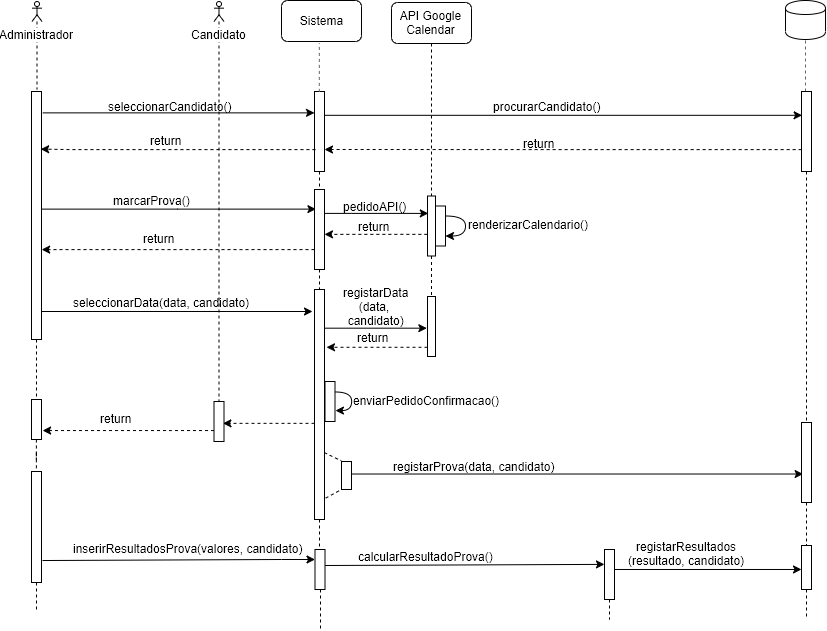 Administrador
Candidato
Sistema
API Google
Calendar
seleccionarCandidato()
procurarCandidato()
return
return
marcarProva()
pedidoAPI()
renderizarCalendario()
return
return
seleccionarData(data, candidato)
registarData
(data,
candidato)
return
enviarPedidoConfirmacao()
return
registarProva(data, candidato)
inserirResultadosProva(valores, candidato)
calcularResultadoProva()
registarResultados
(resultado, candidato)